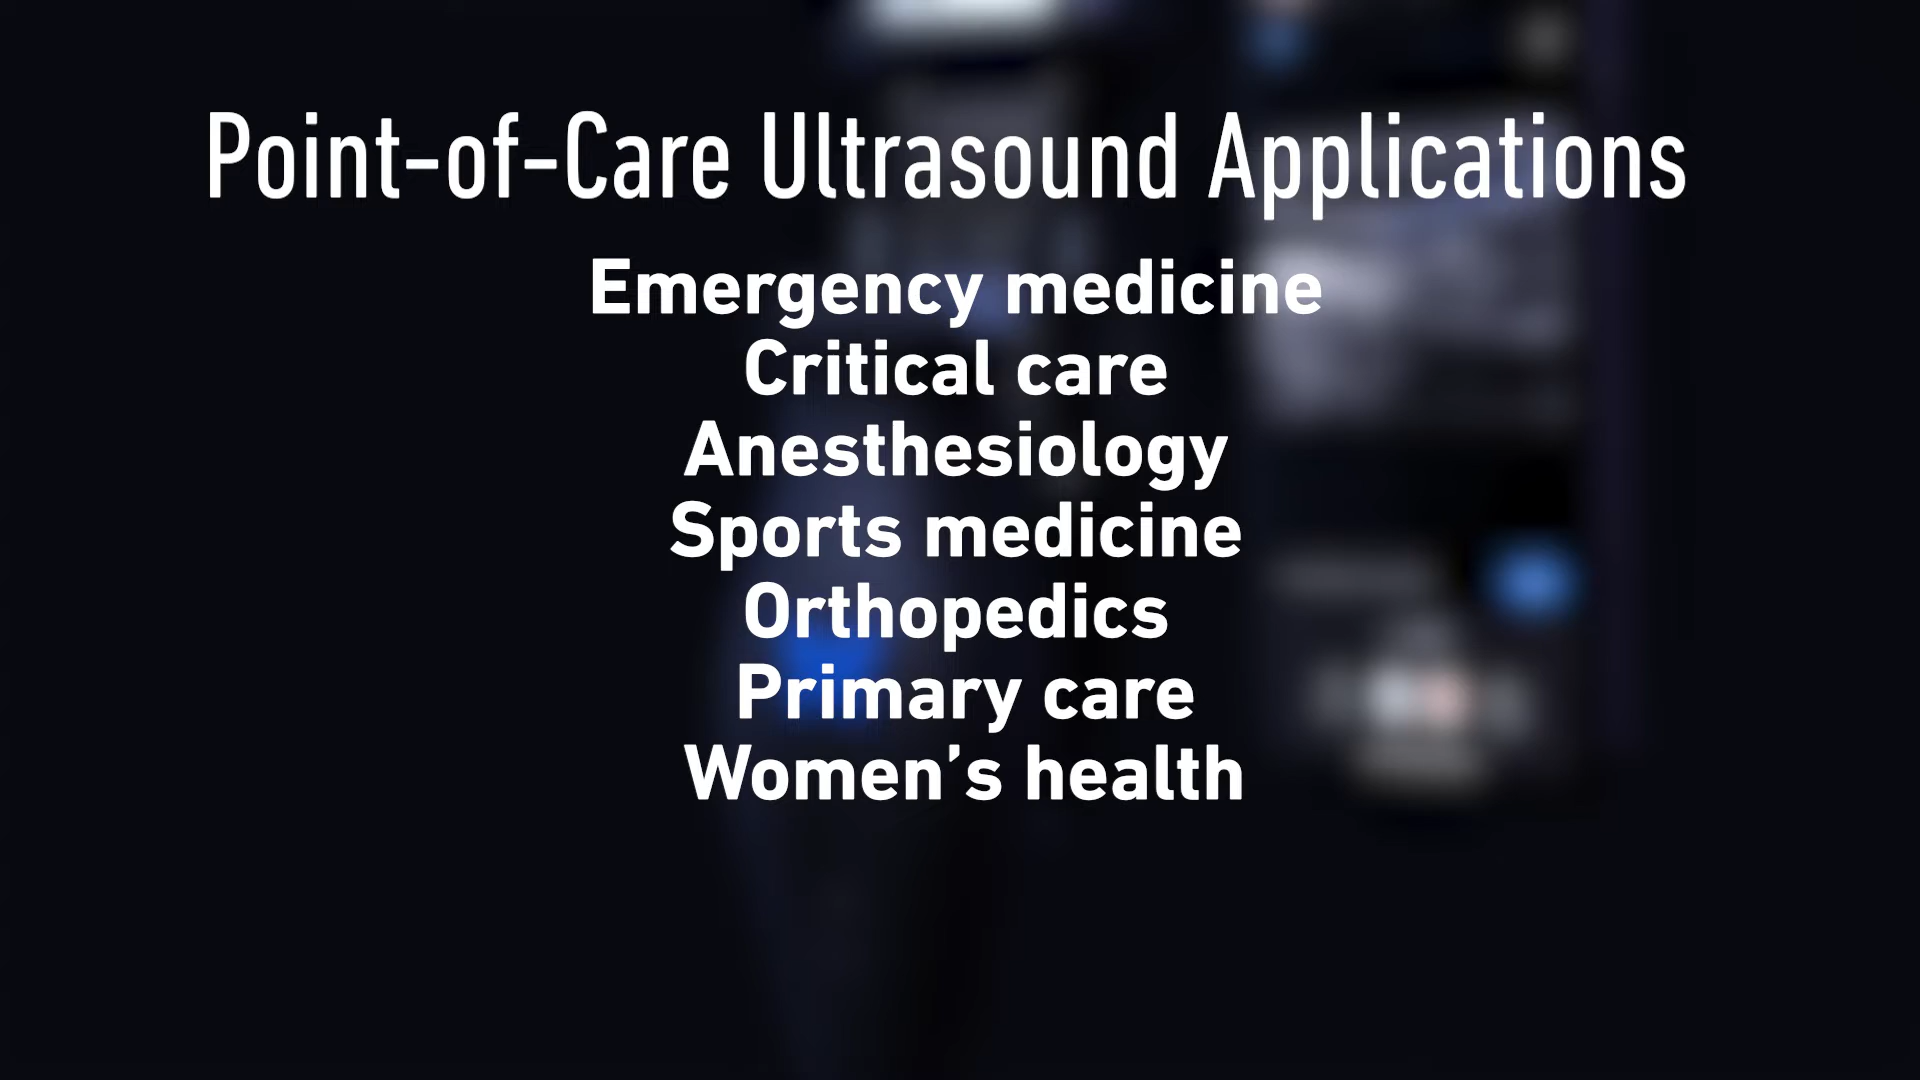 Point-of-Care Ultrasound Applications
Emergency medicine
Critical care
Anesthesiology
Sports medicine
Orthopedics
Primary care
Women’s health